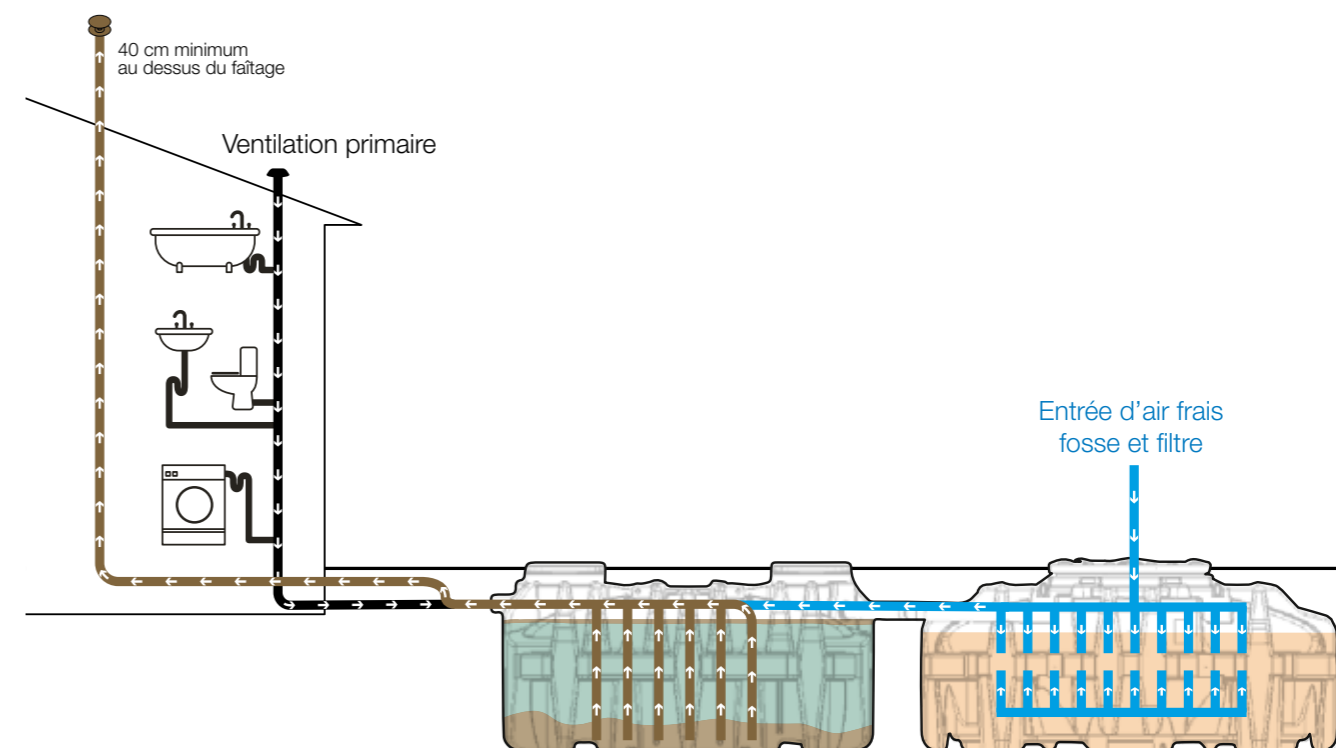 40 cm minimum
au dessus du faîtage
Ventilation primaire
Entrée d’air frais
fosse et filtre